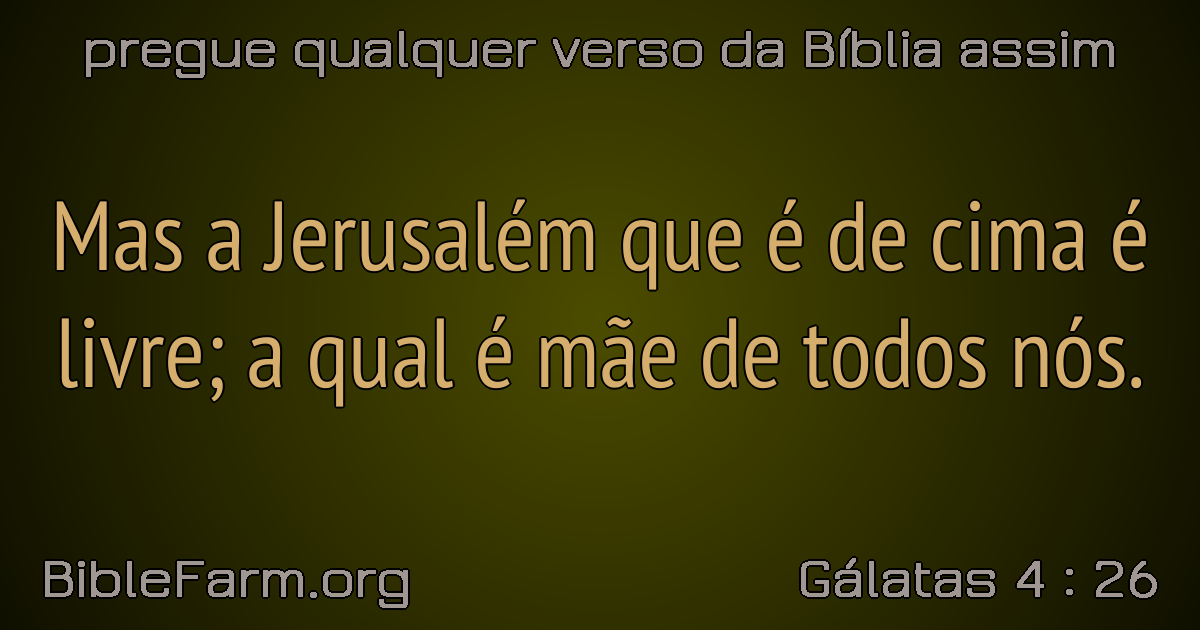 pregue qualquer verso da Bíblia assim
Mas a Jerusalém que é de cima é
livre; a qual é mãe de todos nós.
BibleFarm.org
Gálatas 4 : 26